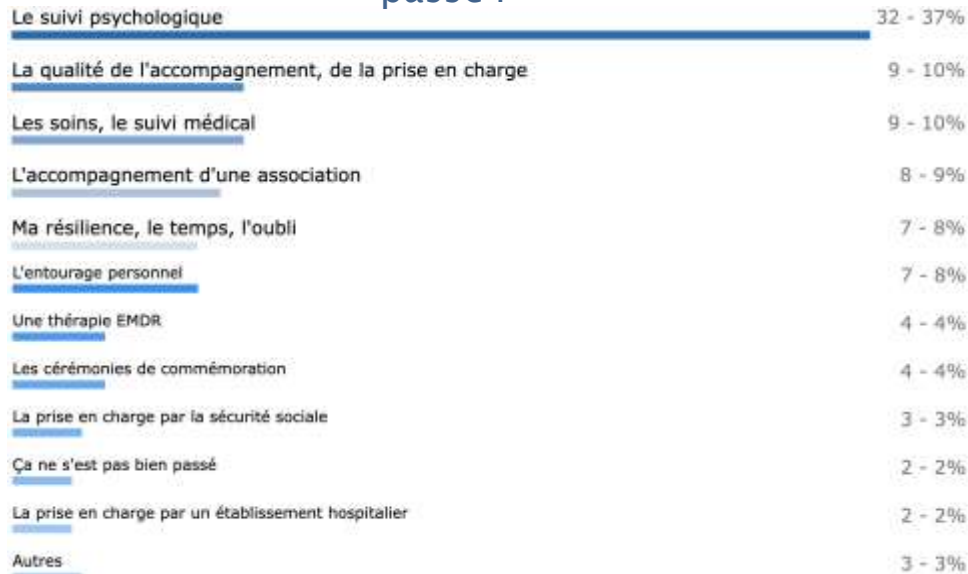 passé ?
Le suivi psychologique 32 - 37%
La qualité de l'accompagnement, de la prise en charge 9 - 10%
Les soins, le suivi médical 9 - 10%
L'accompagnement d'une association 8 - 9%
Ma résilience, le temps, l'oubli 7 - 8%
L'entourage personnel 7 - 8%
Une thérapie EMDR 4 - 4%
Les cérémonies de commémoration 4 - 4%
La prise en charge par la sécurité sociale 3 - 3%
Ça ne s'est pas bien passé 2 - 2%
La prise en charge par un établissement hospitalier 2 - 2%
Autres 3 - 3%